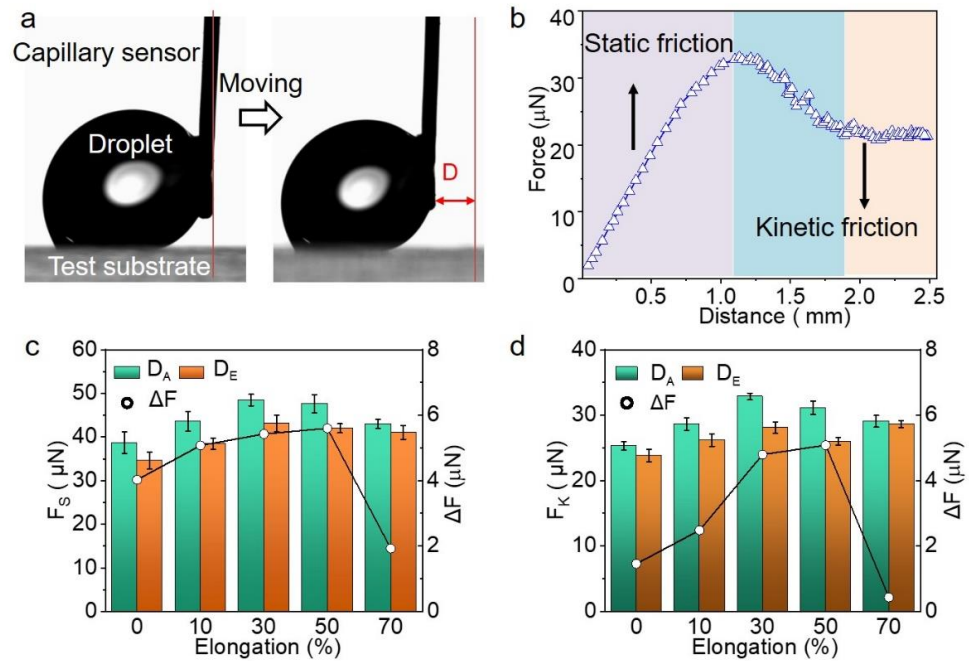 a
Capillary sensor
Moving
Droplet
D
Test substrate
b
Force (μN)
40
30
20
10
0
Static friction
Kinetic friction
0.5 1.0 1.5 2.0 2.5
Distance ( mm)
c
F_S ( μN)
60
50
40
30
20
10
0
D_A D_E
ΔF
8
6
4
2
0
ΔF (μN)
0 10 30 50 70
Elongation (%)
d
F_K ( μN)
40
30
20
10
0
D_A D_E
ΔF
8
6
4
2
0
ΔF (μN)
0 10 30 50 70
Elongation (%)